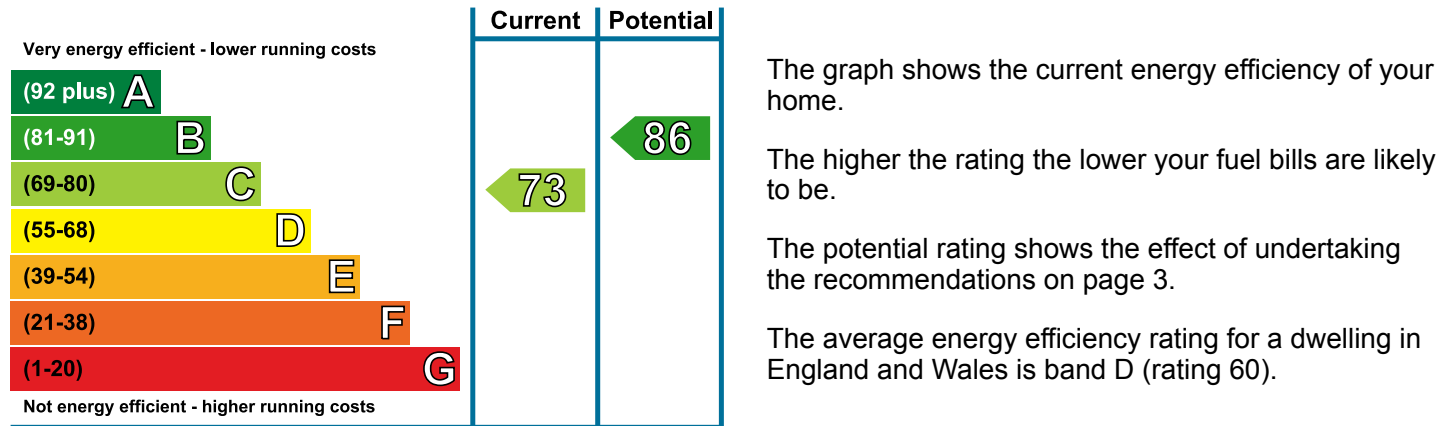 Current Potential
Very energy efficient - lower running costs
(92 plus) A
(81-91) B
86
(69-80) C
73
(55-68) D
(39-54) E
(21-38) F
(1-20) G
Not energy efficient - higher running costs
The graph shows the current energy efficiency of your
home.
The higher the rating the lower your fuel bills are likely
to be.
The potential rating shows the effect of undertaking
the recommendations on page 3.
The average energy efficiency rating for a dwelling in
England and Wales is band D (rating 60).